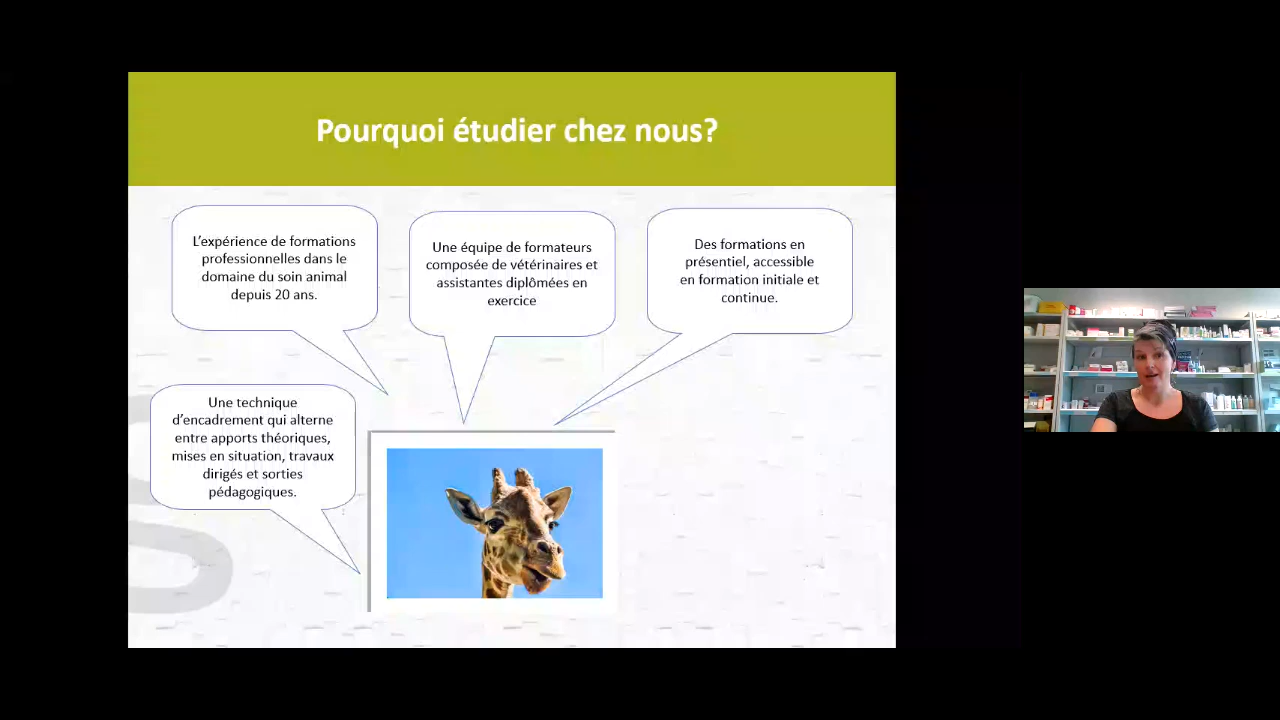 Pourquoi étudier chez nous?
L’expérience de formations
professionnelles dans le
domaine du soin animal
depuis 20 ans.
Une équipe de formateurs
composée de vétérinaires et
assistantes diplômées en
exercice
Des formations en
présentiel, accessible
en formation initiale et
continue.
Une technique
d’encadrement qui alterne
entre apports théoriques,
mises en situation, travaux
dirigés et sorties
pédagogiques.